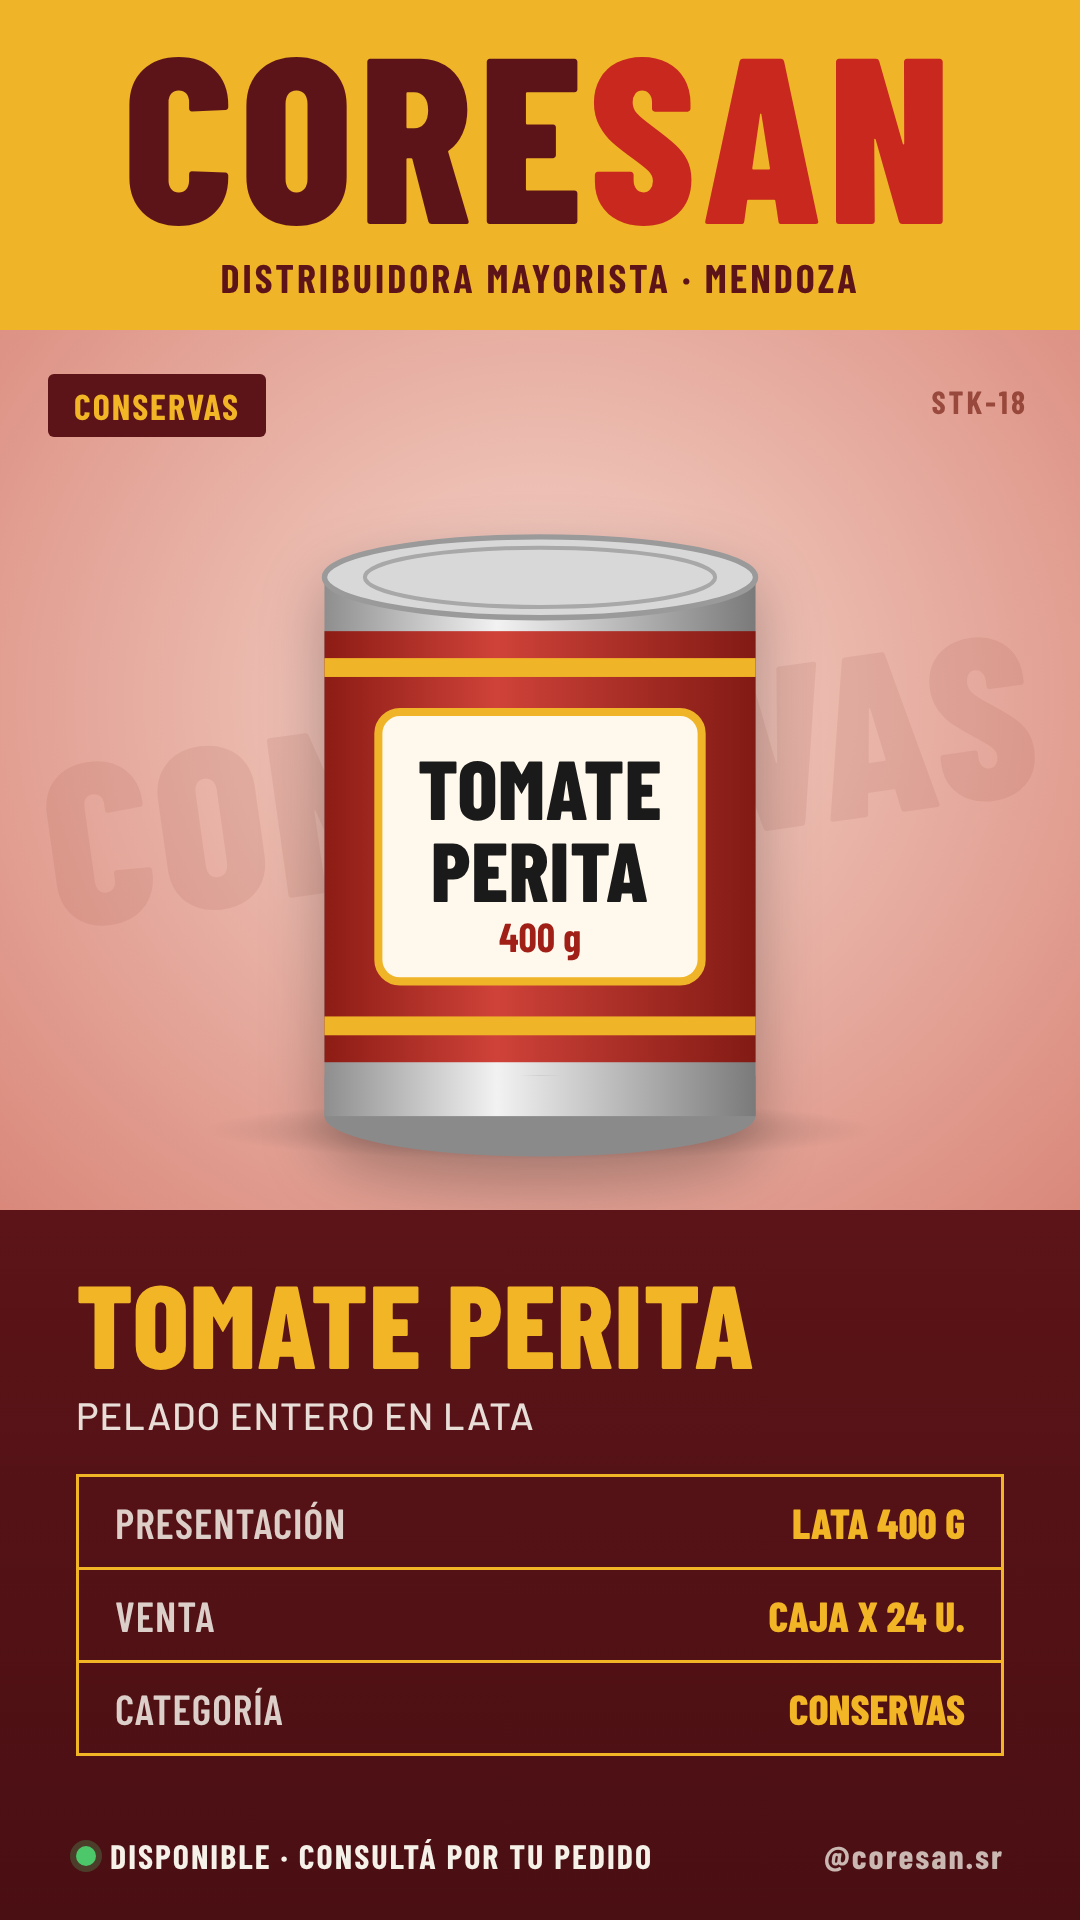 CORESAN
DISTRIBUIDORA MAYORISTA · MENDOZA
CONSERVAS
STK-18
TOMATE
PERITA
400 g
TOMATE PERITA
PELADO ENTERO EN LATA
PRESENTACIÓN LATA 400 G
VENTA CAJA X 24 U.
CATEGORÍA CONSERVAS
DISPONIBLE · CONSULTÁ POR TU PEDIDO
@coresan.sr